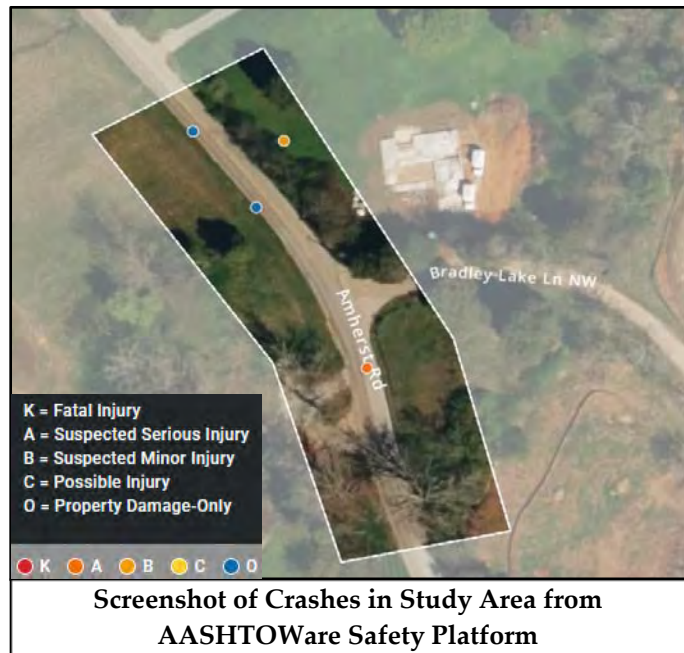 Bradley Lake Ln NW
Amherst Rd
K = Fatal Injury
A = Suspected Serious Injury
B = Suspected Minor Injury
C = Possible Injury
O = Property Damage-Only
K A B C O
Screenshot of Crashes in Study Area from
AASHTOWare Safety Platform